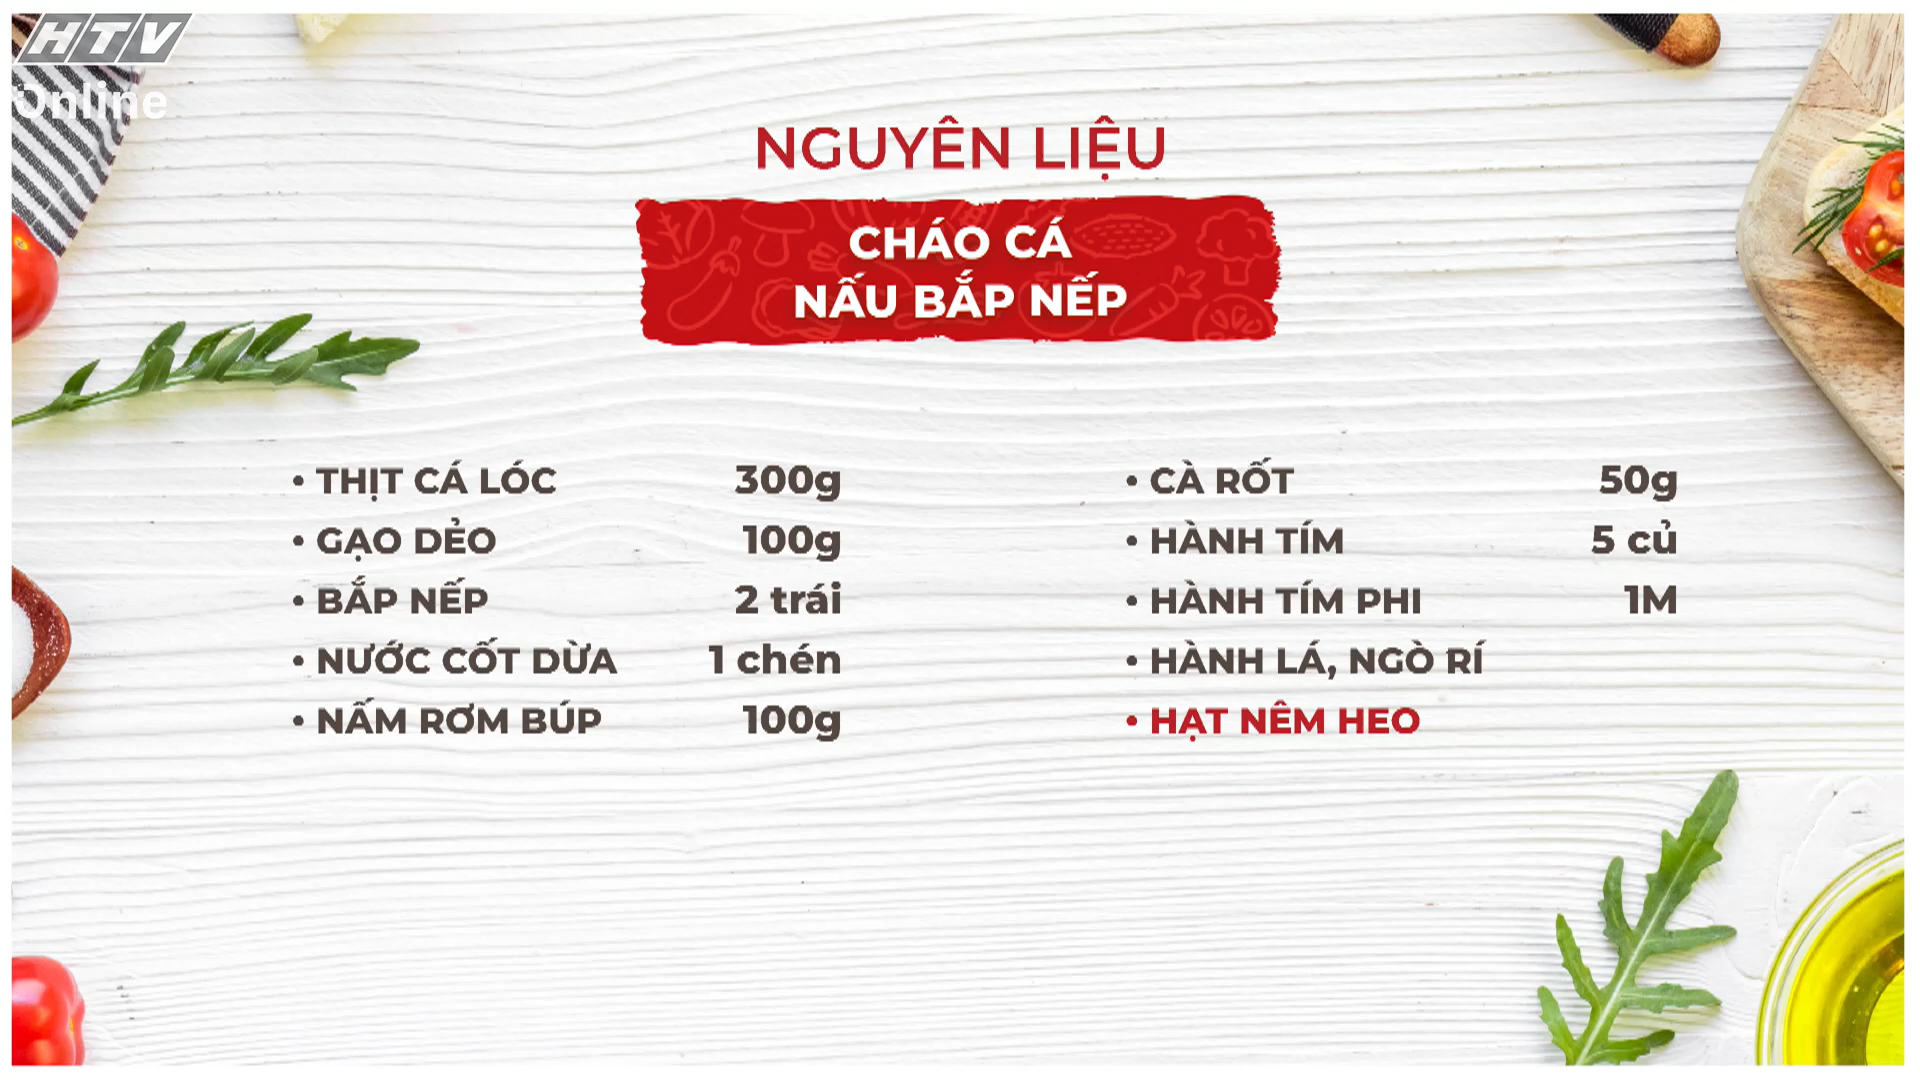 HTV
Online
NGUYÊN LIỆU
CHÁO CÁ
NẤU BẮP NẾP
• THỊT CÁ LÓC 300g
• GẠO DẺO 100g
• BẮP NẾP 2 trái
• NƯỚC CỐT DỪA 1 chén
• NẤM RƠM BÚP 100g
• CÀ RỐT 50g
• HÀNH TÍM 5 củ
• HÀNH TÍM PHI 1M
• HÀNH LÁ, NGÒ RÍ
• HẠT NÊM HEO